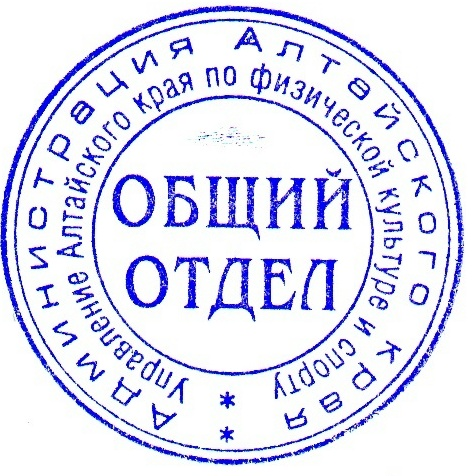 Администрация Алтайского края
Управление Алтайского края по физической культуре и спорту
ОБЩИЙ
ОТДЕЛ